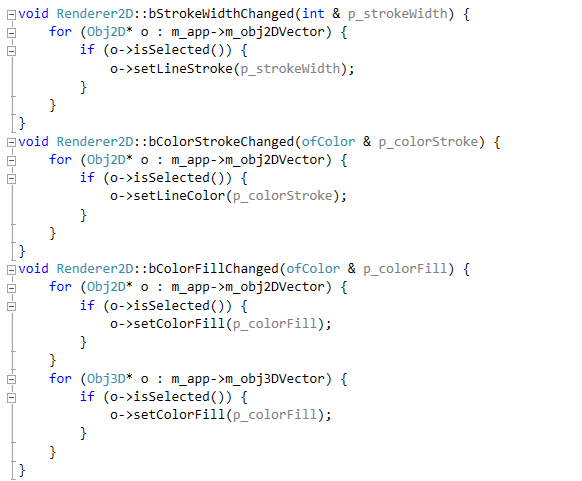 void Renderer2D::bStrokeWidthChanged(int & p_strokeWidth) {
    for (Obj2D* o : m_app->m_obj2DVector) {
        if (o->isSelected()) {
            o->setLineStroke(p_strokeWidth);
        }
    }
}
void Renderer2D::bColorStrokeChanged(ofColor & p_colorStroke) {
    for (Obj2D* o : m_app->m_obj2DVector) {
        if (o->isSelected()) {
            o->setLineColor(p_colorStroke);
        }
    }
}
void Renderer2D::bColorFillChanged(ofColor & p_colorFill) {
    for (Obj2D* o : m_app->m_obj2DVector) {
        if (o->isSelected()) {
            o->setColorFill(p_colorFill);
        }
    }
    for (Obj3D* o : m_app->m_obj3DVector) {
        if (o->isSelected()) {
            o->setColorFill(p_colorFill);
        }
    }
}